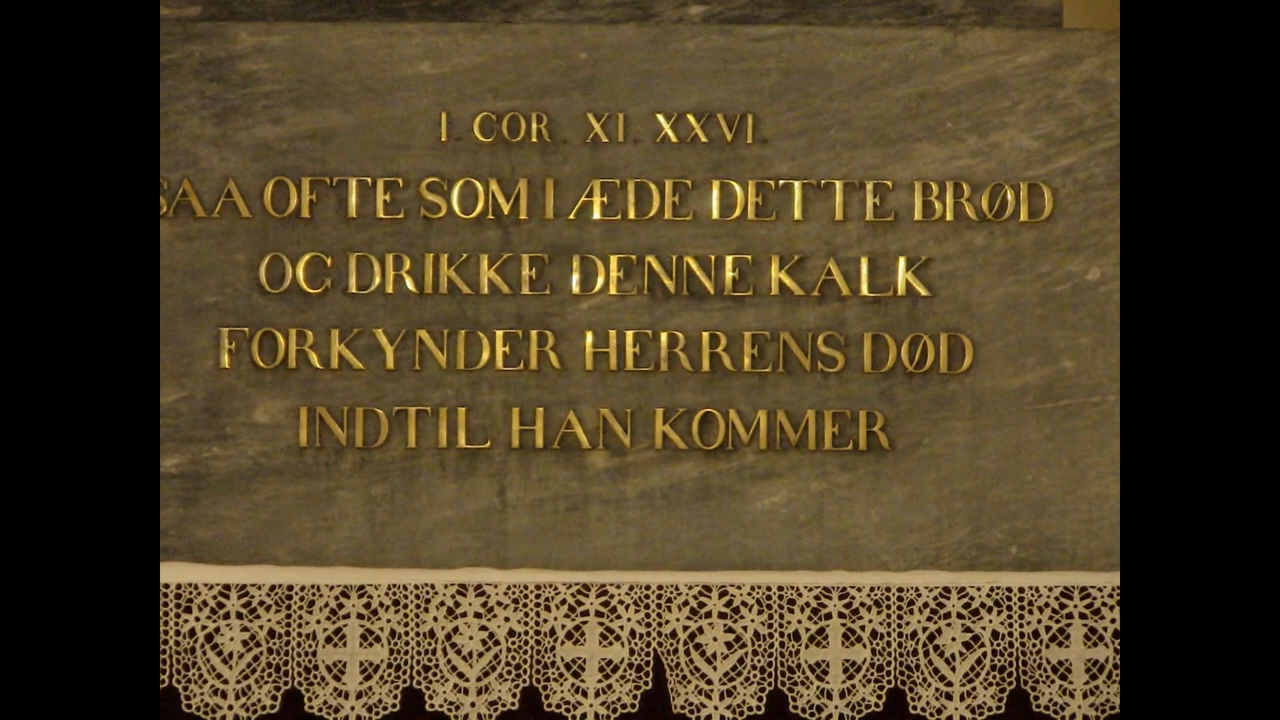 I. COR. XI. XXVI.
SAA OFTE SOM I ÆDE DETTE BRØD
OG DRIKKE DENNE KALK
FORKYNDER HERRENS DØD
INDTIL HAN KOMMER